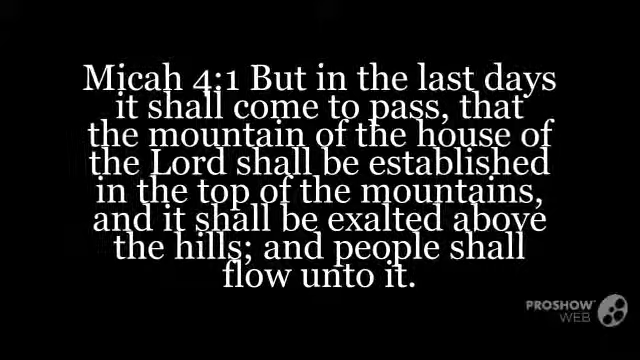 Micah 4:1 But in the last days
it shall come to pass, that
the mountain of the house of
the Lord shall be established
in the top of the mountains,
and it shall be exalted above
the hills; and people shall
flow unto it.
PROSHOW
WEB